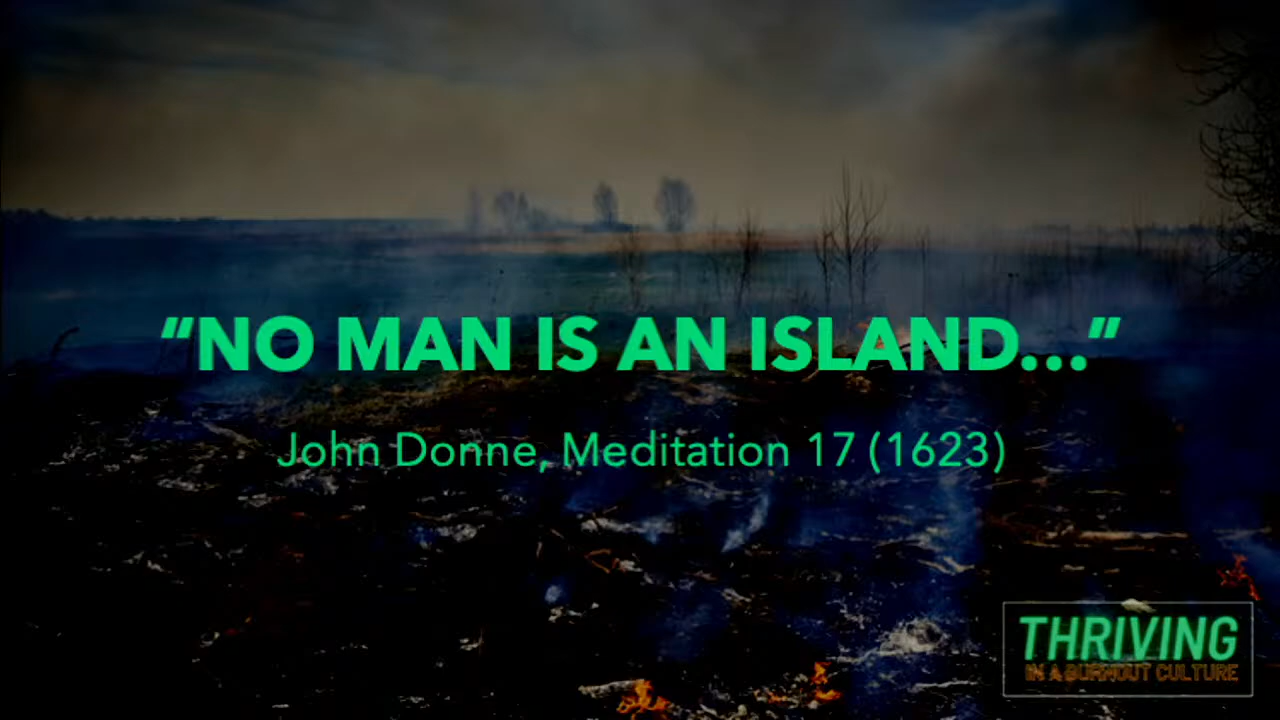 “NO MAN IS AN ISLAND...”
John Donne, Meditation 17 (1623)
THRIVING
IN A BURNOUT CULTURE